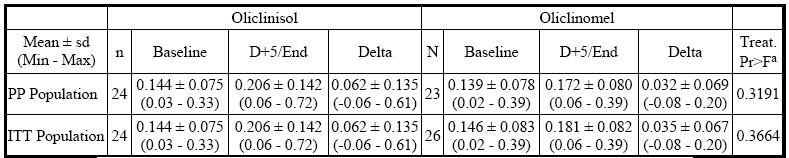 Oliclinisol Oliclinomel
Mean ± sd (Min - Max) n Baseline D+5/End Delta N Baseline D+5/End Delta Treat. Pr>Fa
PP Population 24 0.144 ± 0.075 0.206 ± 0.142 0.062 ± 0.135 23 0.139 ± 0.078 0.172 ± 0.080 0.032 ± 0.069 0.3191
(0.03 - 0.33) (0.06 - 0.72) (-0.06 - 0.61) (0.02 - 0.39) (0.06 - 0.39) (-0.08 - 0.20)
ITT Population 24 0.144 ± 0.075 0.206 ± 0.142 0.062 ± 0.135 26 0.146 ± 0.083 0.181 ± 0.082 0.035 ± 0.067 0.3664
(0.03 - 0.33) (0.06 - 0.72) (-0.06 - 0.61) (0.02 - 0.39) (0.06 - 0.39) (-0.08 - 0.20)